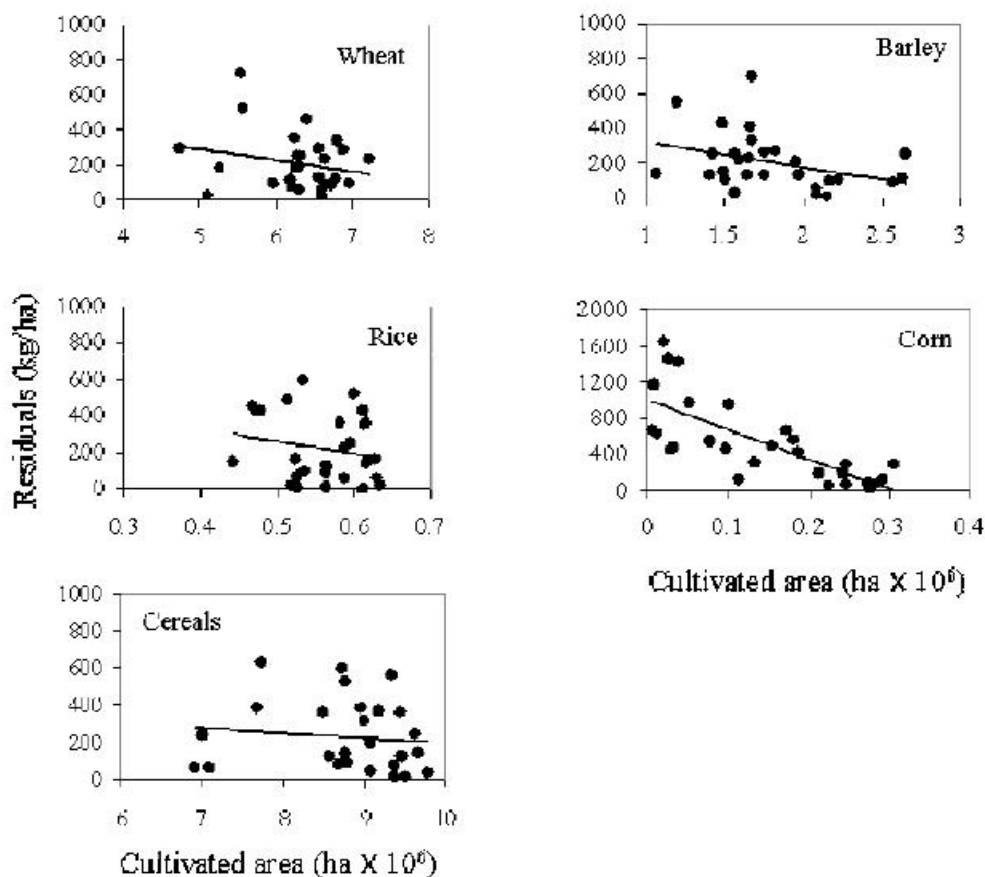 1000
800
600
400
200
0
4 5 6 7 8
Wheat
1000
800
600
400
200
0
1 1.5 2 2.5 3
Barley
Residuals (kg/ha)
1000
800
600
400
200
0
0.3 0.4 0.5 0.6 0.7
Rice
2000
1600
1200
800
400
0
0 0.1 0.2 0.3 0.4
Corn
Cultivated area (ha X 10⁶)
1000
800
600
400
200
0
6 7 8 9 10
Cereals
Cultivated area (ha X 10⁶)